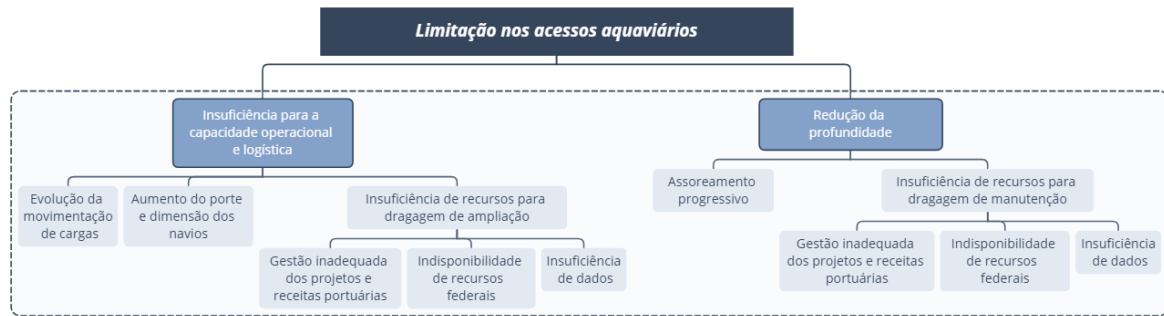 Limitação nos acessos aquaviários
Insuficiência para a
capacidade operacional
e logística
Redução da
profundidade
Evolução da
movimentação
de cargas
Aumento do porte
e dimensão dos
navios
Insuficiência de recursos para
dragagem de ampliação
Gestão inadequada
dos projetos e
receitas portuárias
Indisponibilidade
de recursos
federais
Insuficiência
de dados
Assoreamento
progressivo
Insuficiência de recursos para
dragagem de manutenção
Gestão inadequada
dos projetos e receitas
portuárias
Indisponibilidade
de recursos
federais
Insuficiência
de dados